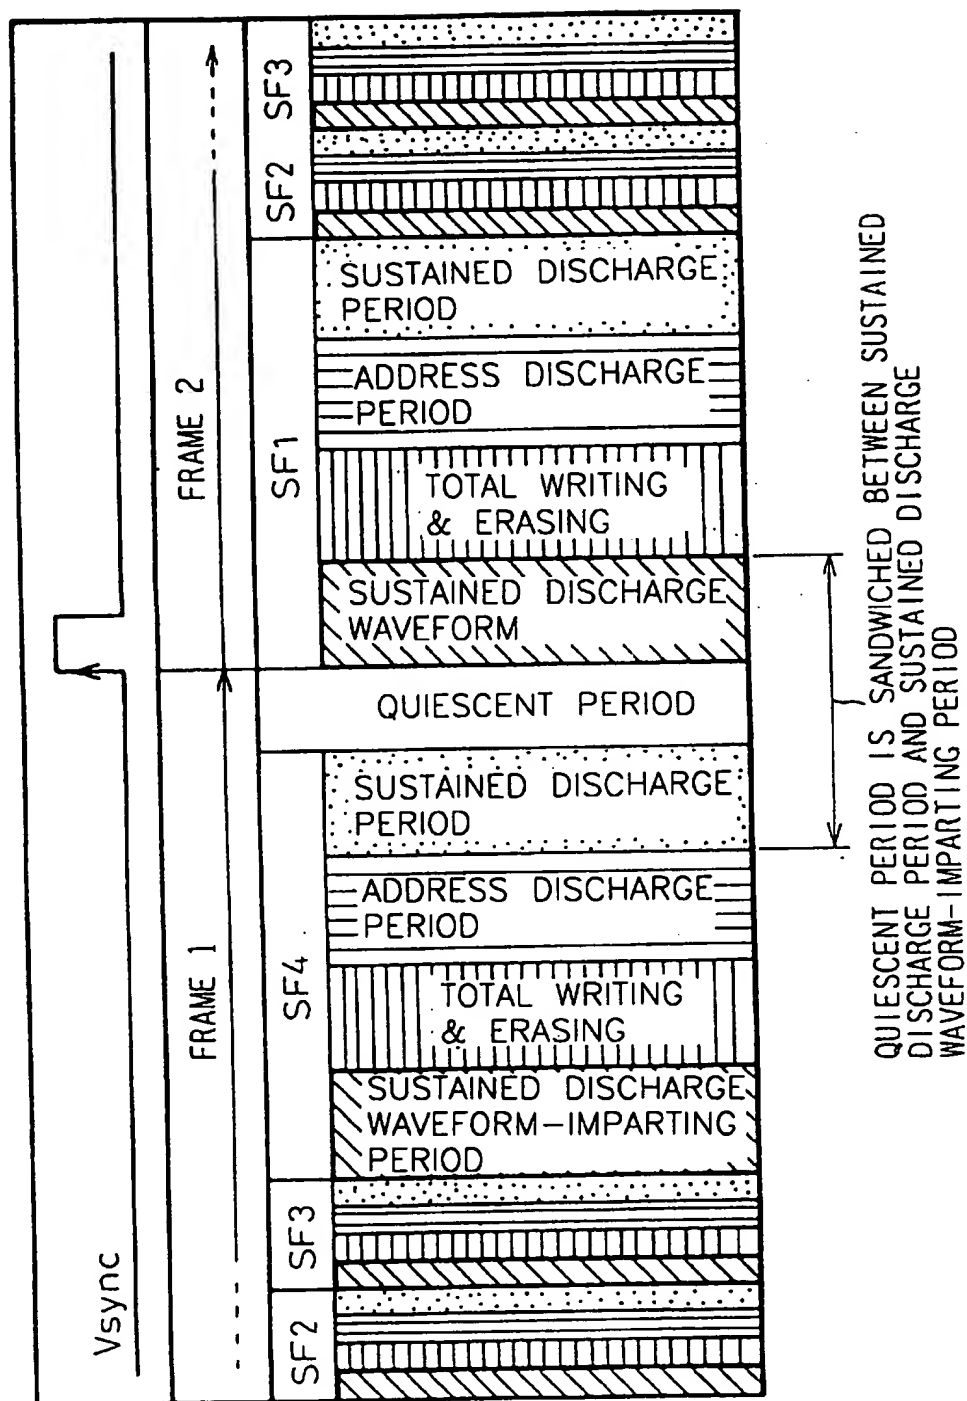 Vsync
FRAME 1
FRAME 2
SF2
SF3
SF4
SF1
SF2
SF3
SUSTAINED DISCHARGE
WAVEFORM-IMPARTING
PERIOD
TOTAL WRITING
& ERASING
ADDRESS DISCHARGE
PERIOD
SUSTAINED DISCHARGE
PERIOD
QUIESCENT PERIOD
SUSTAINED DISCHARGE
WAVEFORM
TOTAL WRITING
& ERASING
ADDRESS DISCHARGE
PERIOD
SUSTAINED DISCHARGE
PERIOD
QUIESCENT PERIOD IS SANDWICHED BETWEEN SUSTAINED
DISCHARGE PERIOD AND SUSTAINED DISCHARGE
WAVEFORM-IMPARTING PERIOD